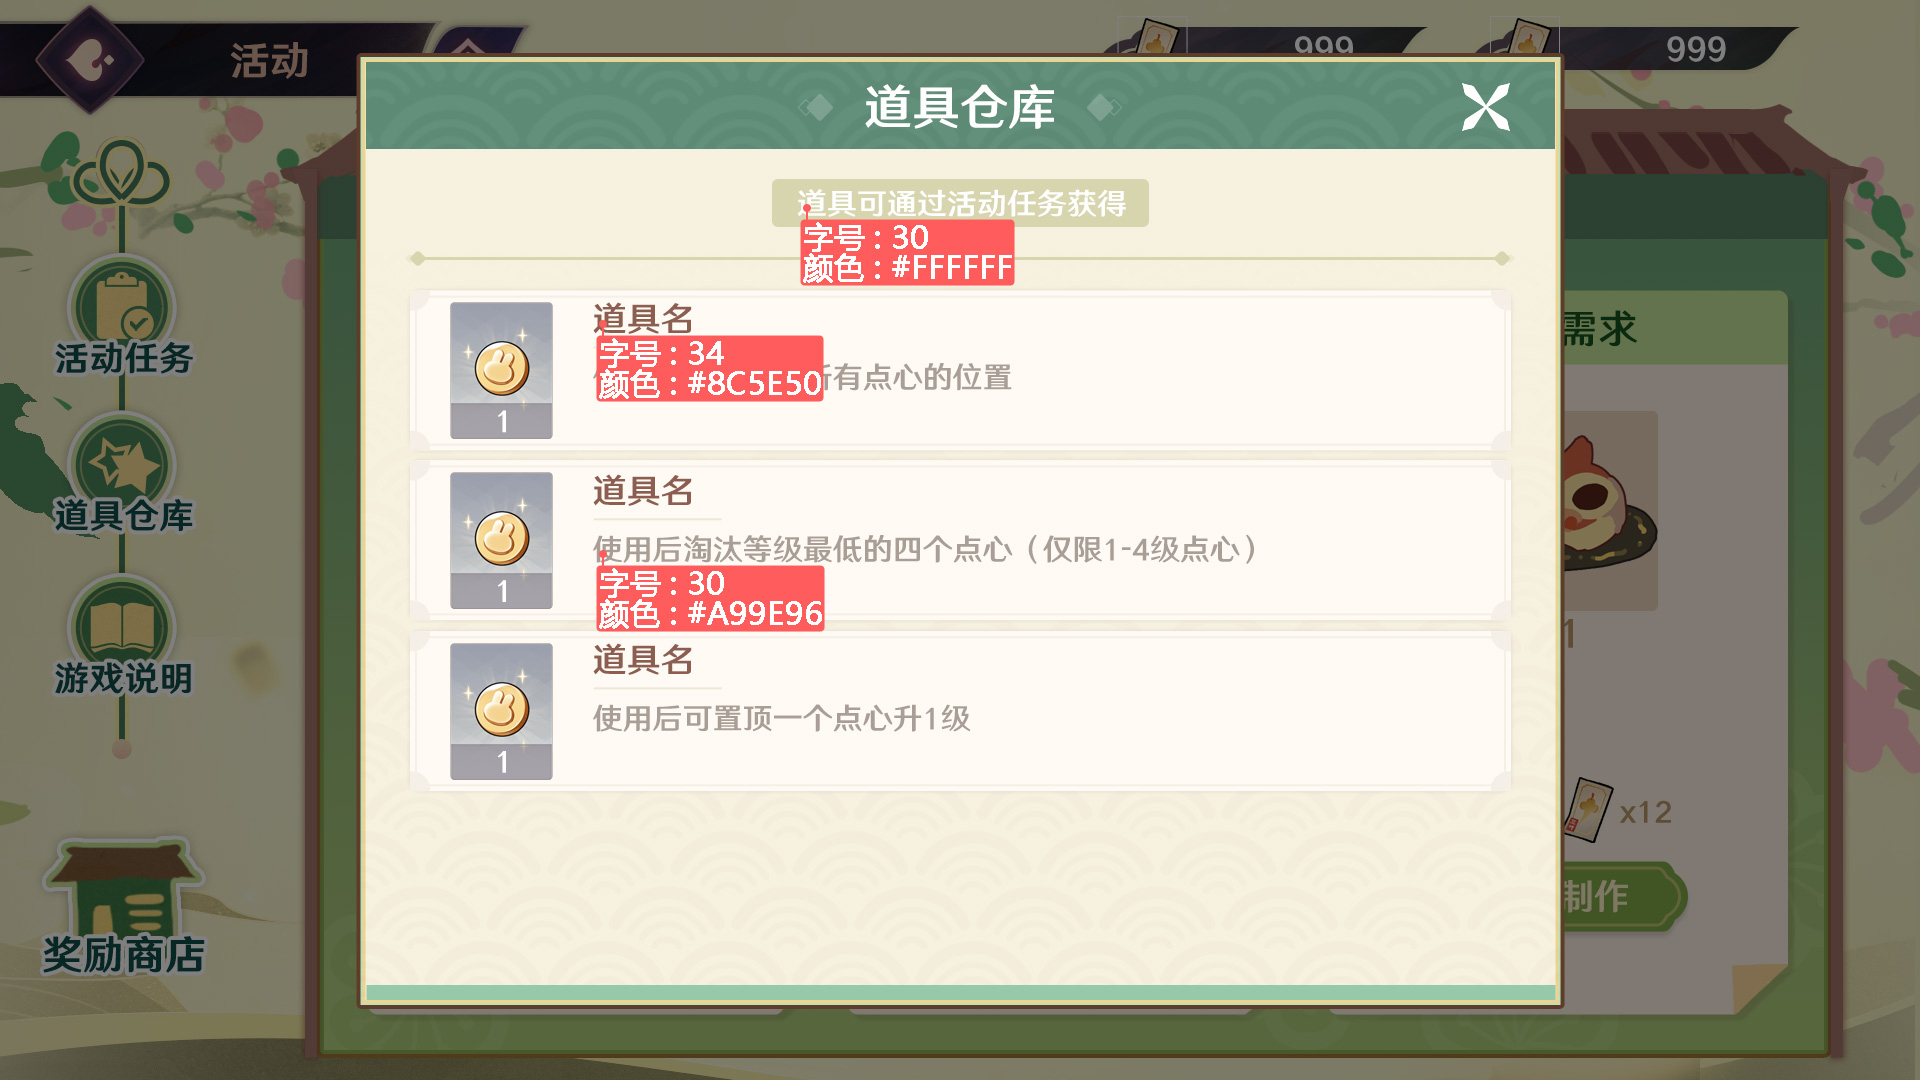 活动
999
999
道具仓库
道具可通过活动任务获得
字号：30
颜色：#FFFFFF
道具名
字号：34
颜色：#8C5E50
有点心的位置
1
道具名
使用后淘汰等级最低的四个点心（仅限1-4级点心）
字号：30
颜色：#A99E96
1
道具名
使用后可置顶一个点心升1级
1
活动任务
道具仓库
游戏说明
奖励商店
需求
1
x12
制作